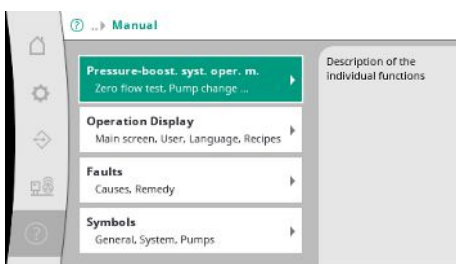 ? ..▸ Manual
Pressure-boost. syst. oper. m.
Zero flow test, Pump change ...
Operation Display
Main screen, User, Language, Recipes
Faults
Causes, Remedy
Symbols
General, System, Pumps
Description of the
individual functions
?